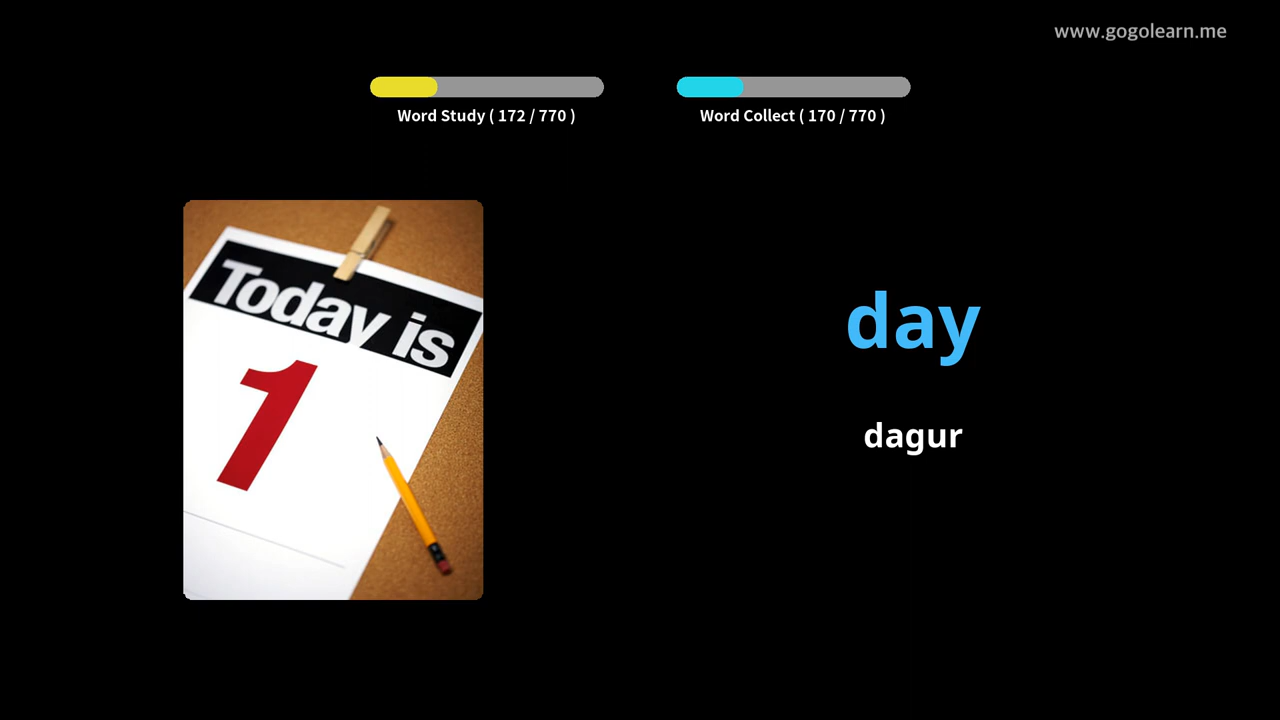 www.gogolearn.me
Word Study ( 172 / 770 )
Word Collect ( 170 / 770 )
Today is
1
day
dagur